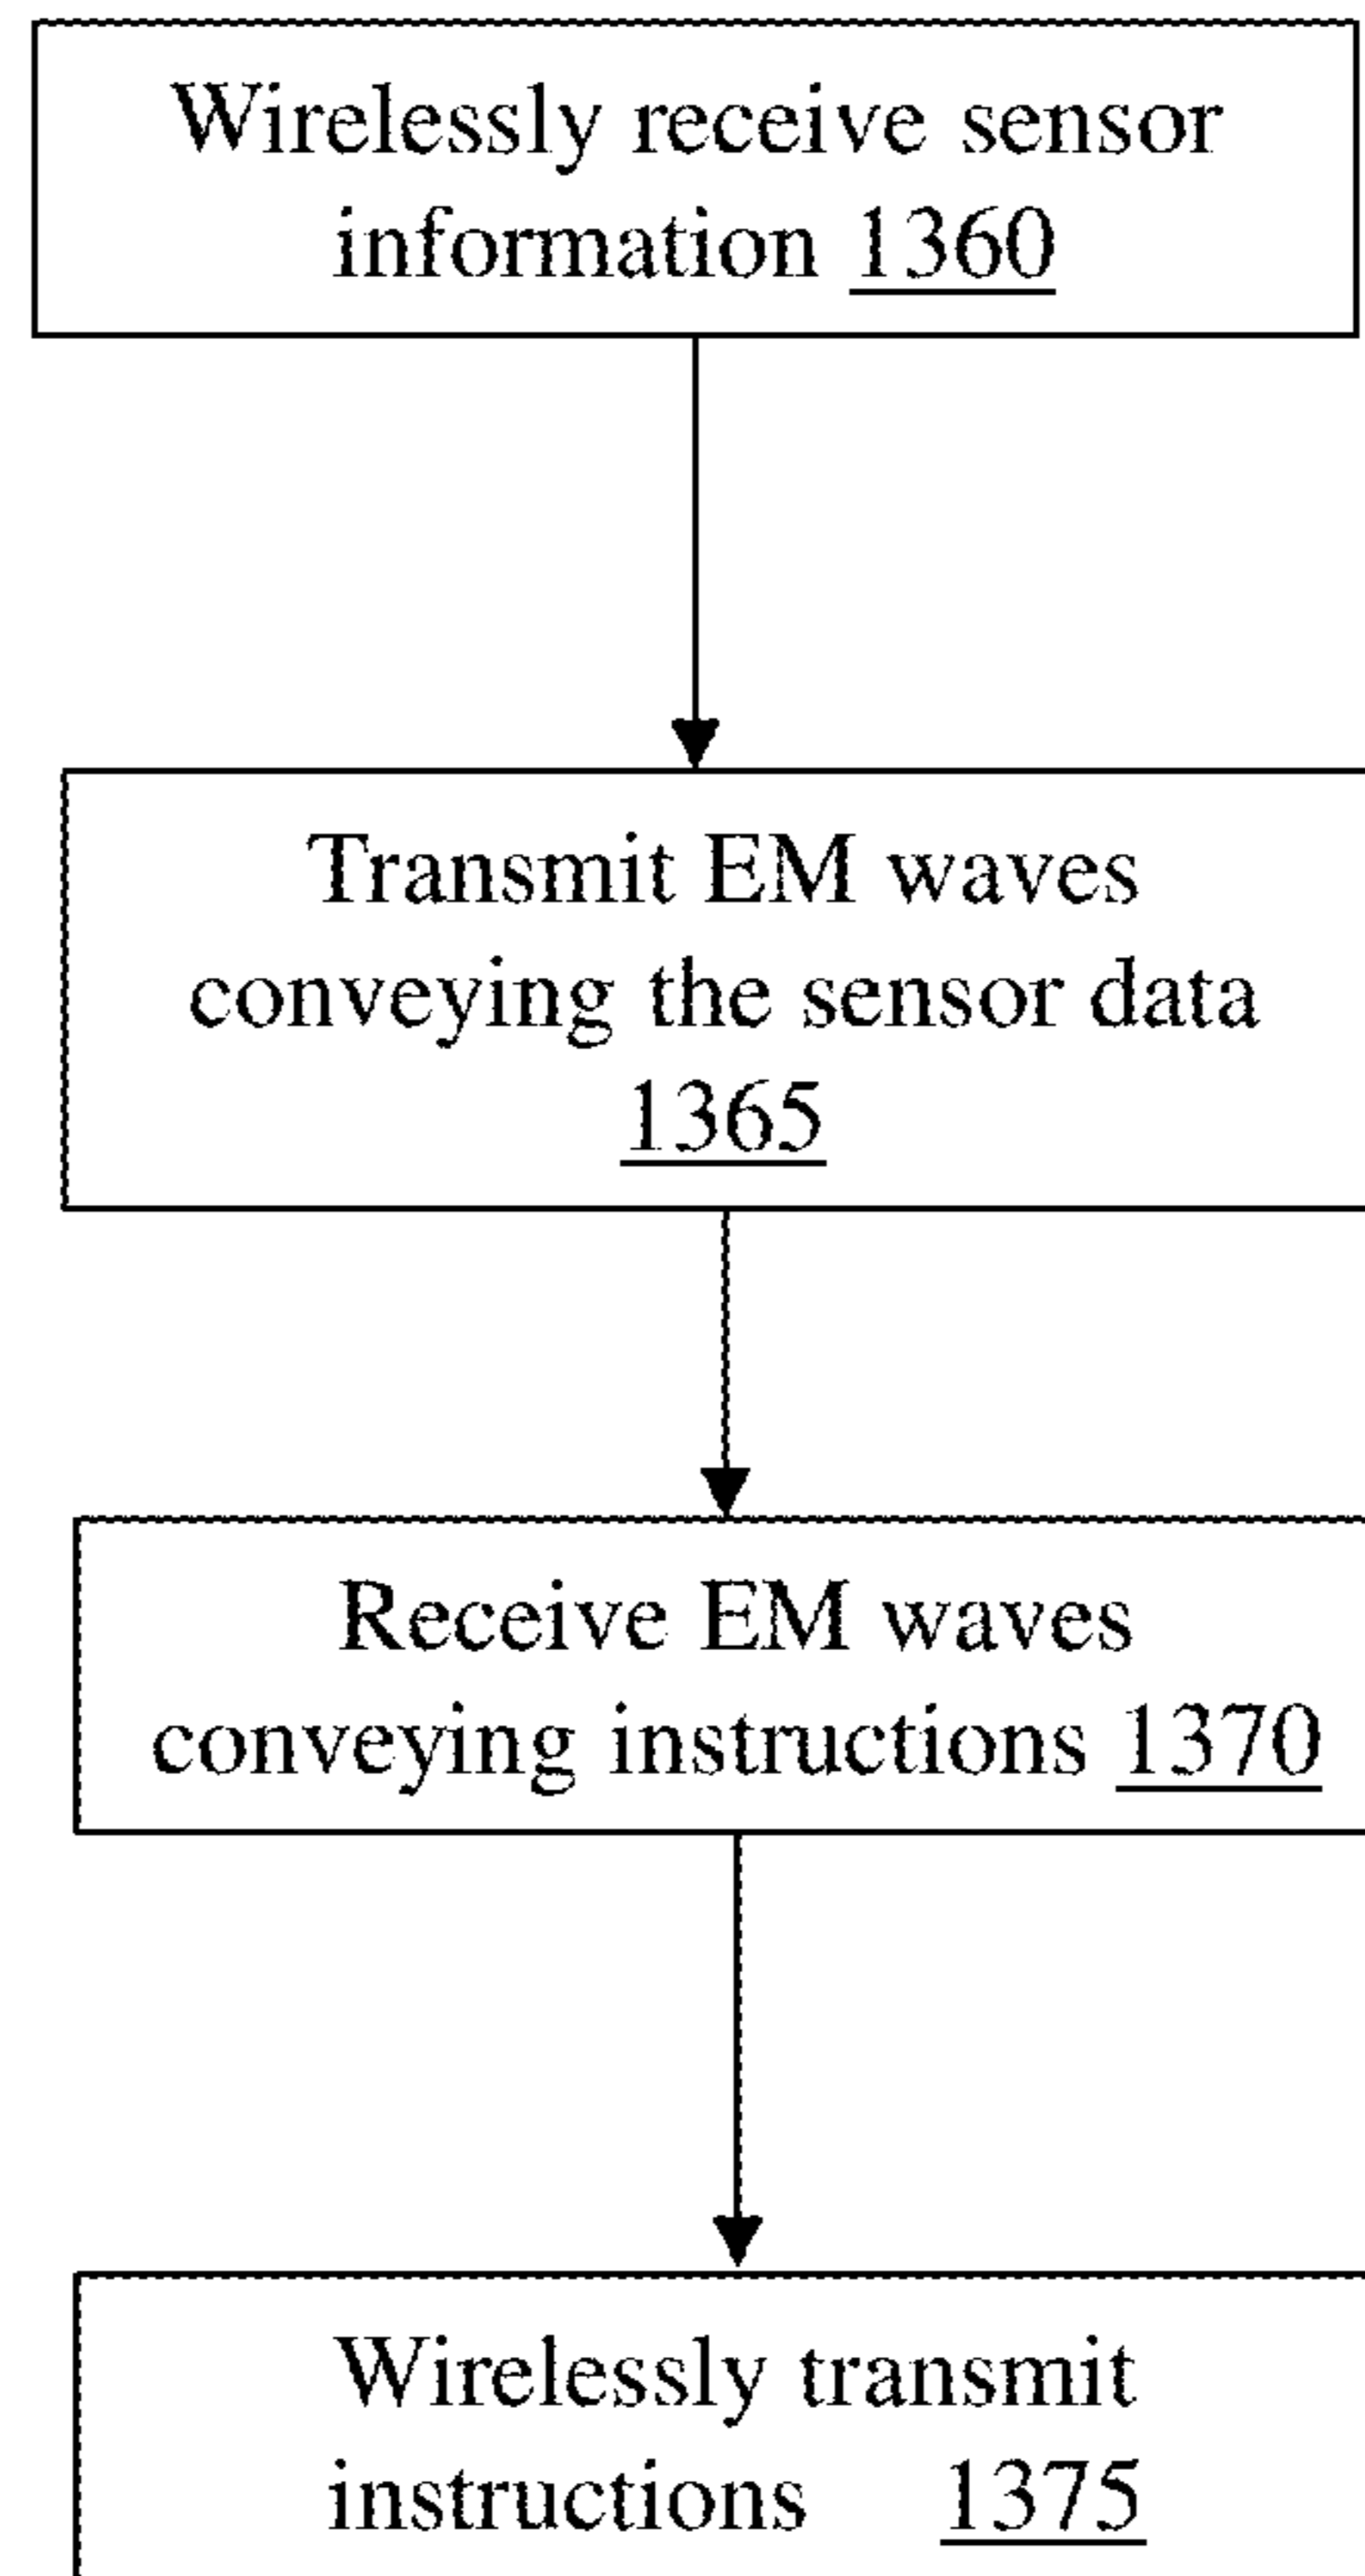 Wirelessly receive sensor
information 1360
Transmit EM waves
conveying the sensor data
1365
Receive EM waves
conveying instructions 1370
Wirelessly transmit
instructions 1375